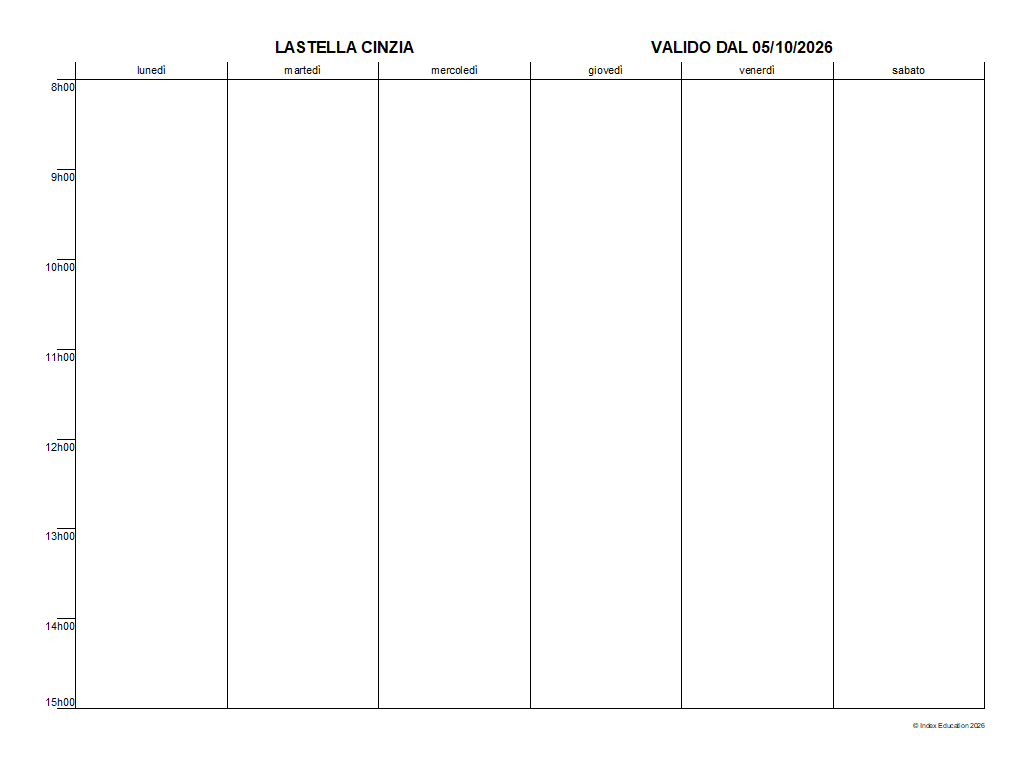 LASTELLA CINZIA VALIDO DAL 05/10/2026
lunedì martedì mercoledì giovedì venerdì sabato
8h00
9h00
10h00
11h00
12h00
13h00
14h00
15h00
© Index Education 2026